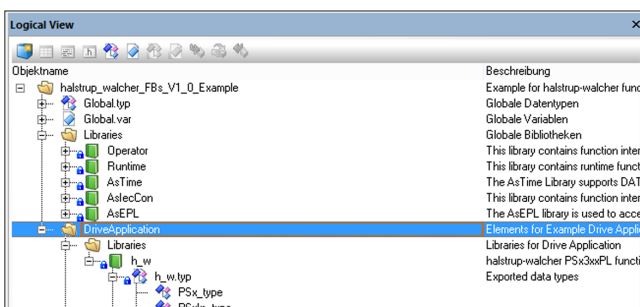 Logical View
Objektname Beschreibung
halstrup_walcher_FBs_V1_0_Example Example for halstrup-walcher func
Global.typ Globale Datentypen
Global.var Globale Variablen
Libraries Globale Bibliotheken
Operator This library contains function inter
Runtime This library contains runtime funct
AsTime The AsTime Library supports DAT
AsIecCon This library contains function inter
AsEPL The AsEPL library is used to acce
DriveApplication Elements for Example Drive Appli
Libraries Libraries for Drive Application
h_w halstrup-walcher PSx3xxPL functi
h_w.typ Exported data types
PSx_type